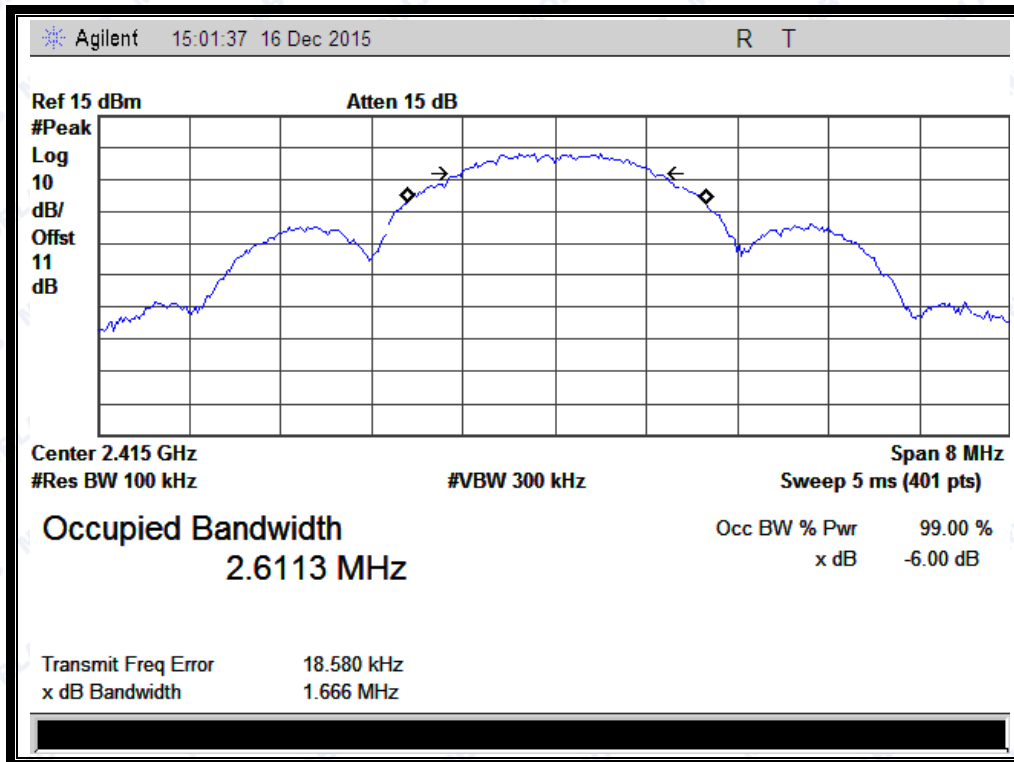 Agilent 15:01:37 16 Dec 2015 R T
Ref 15 dBm Atten 15 dB
#Peak
Log
10
dB/
Offst
11
dB
Center 2.415 GHz Span 8 MHz
#Res BW 100 kHz #VBW 300 kHz Sweep 5 ms (401 pts)
Occupied Bandwidth Occ BW % Pwr 99.00 %
2.6113 MHz x dB -6.00 dB
Transmit Freq Error 18.580 kHz
x dB Bandwidth 1.666 MHz